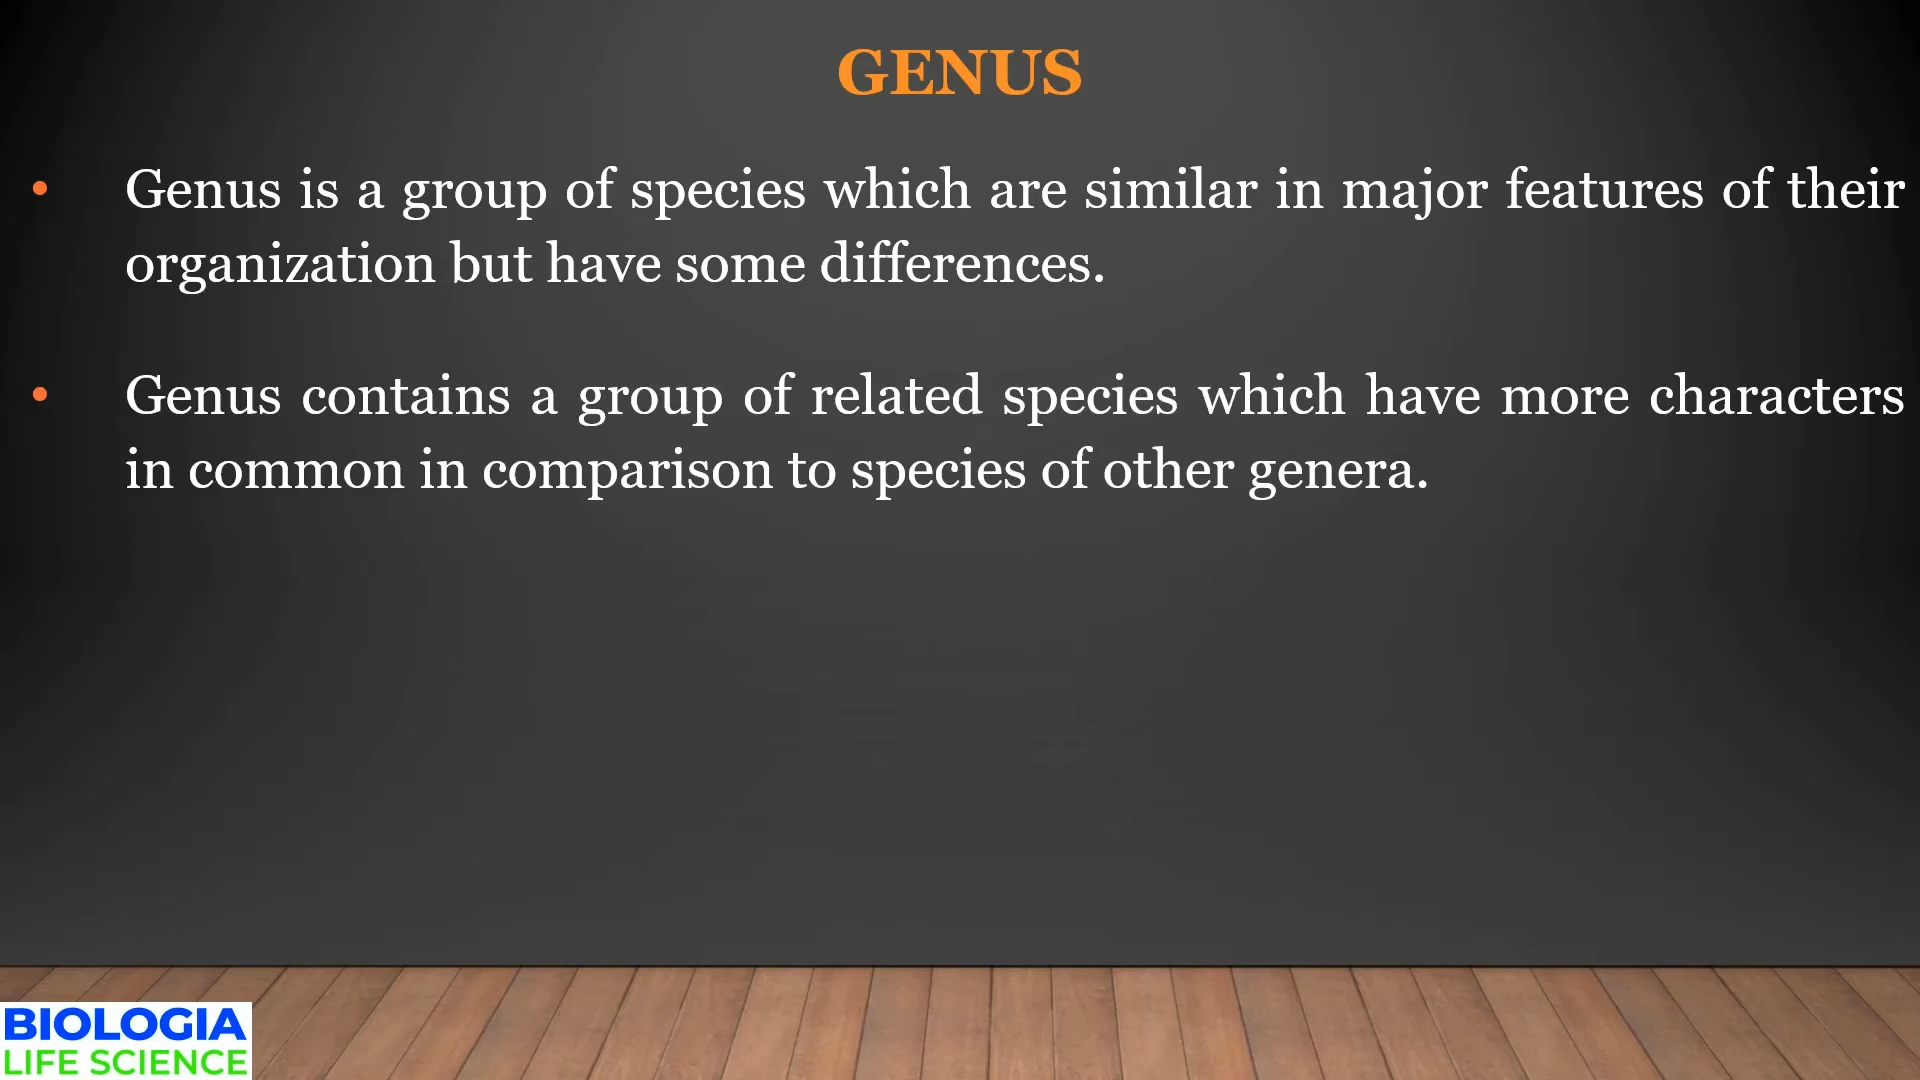 GENUS
• Genus is a group of species which are similar in major features of their
organization but have some differences.
• Genus contains a group of related species which have more characters
in common in comparison to species of other genera.
BIOLOGIA
LIFE SCIENCE